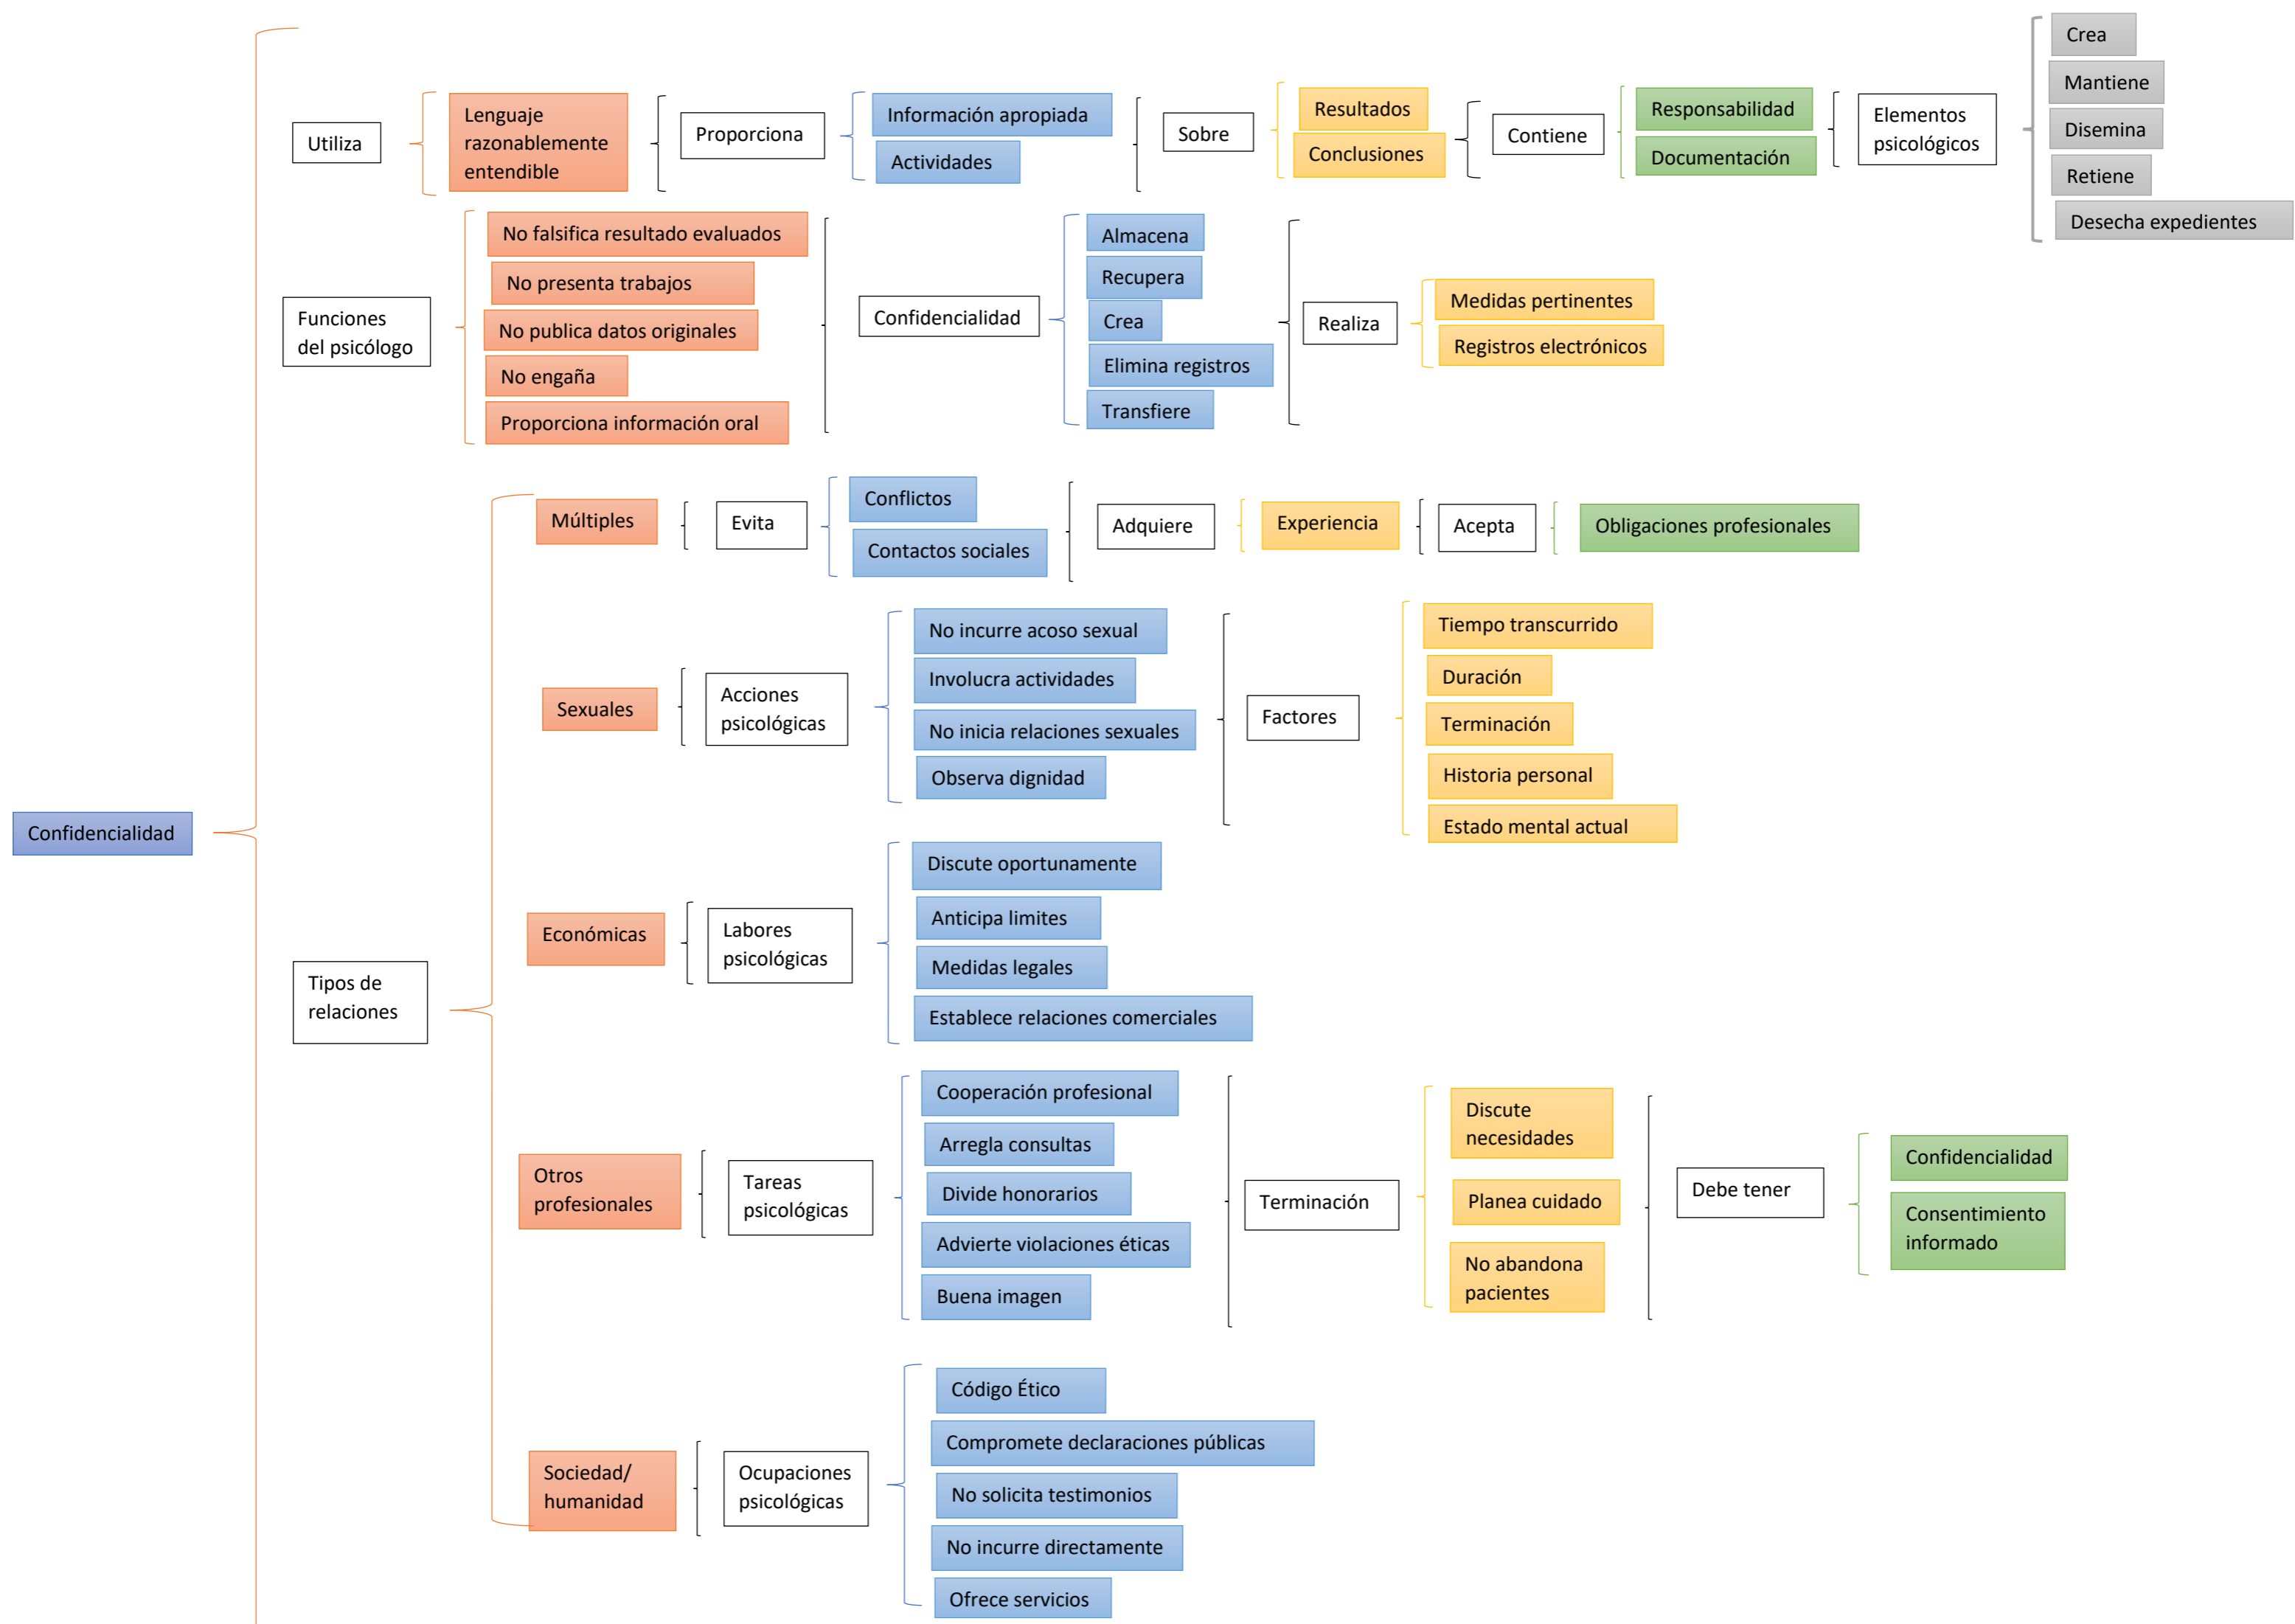 Confidencialidad
Utiliza
Lenguaje
razonablemente
entendible
Proporciona
Información apropiada
Actividades
Sobre
Resultados
Conclusiones
Contiene
Responsabilidad
Documentación
Elementos
psicológicos
Crea
Mantiene
Disemina
Retiene
Desecha expedientes
Funciones
del psicólogo
No falsifica resultado evaluados
No presenta trabajos
No publica datos originales
No engaña
Proporciona información oral
Confidencialidad
Almacena
Recupera
Crea
Elimina registros
Transfiere
Realiza
Medidas pertinentes
Registros electrónicos
Tipos de
relaciones
Múltiples
Evita
Conflictos
Contactos sociales
Adquiere
Experiencia
Acepta
Obligaciones profesionales
Sexuales
Acciones
psicológicas
No incurre acoso sexual
Involucra actividades
No inicia relaciones sexuales
Observa dignidad
Factores
Tiempo transcurrido
Duración
Terminación
Historia personal
Estado mental actual
Económicas
Labores
psicológicas
Discute oportunamente
Anticipa limites
Medidas legales
Establece relaciones comerciales
Otros
profesionales
Tareas
psicológicas
Cooperación profesional
Arregla consultas
Divide honorarios
Advierte violaciones éticas
Buena imagen
Terminación
Discute
necesidades
Planea cuidado
No abandona
pacientes
Debe tener
Confidencialidad
Consentimiento
informado
Sociedad/
humanidad
Ocupaciones
psicológicas
Código Ético
Compromete declaraciones públicas
No solicita testimonios
No incurre directamente
Ofrece servicios